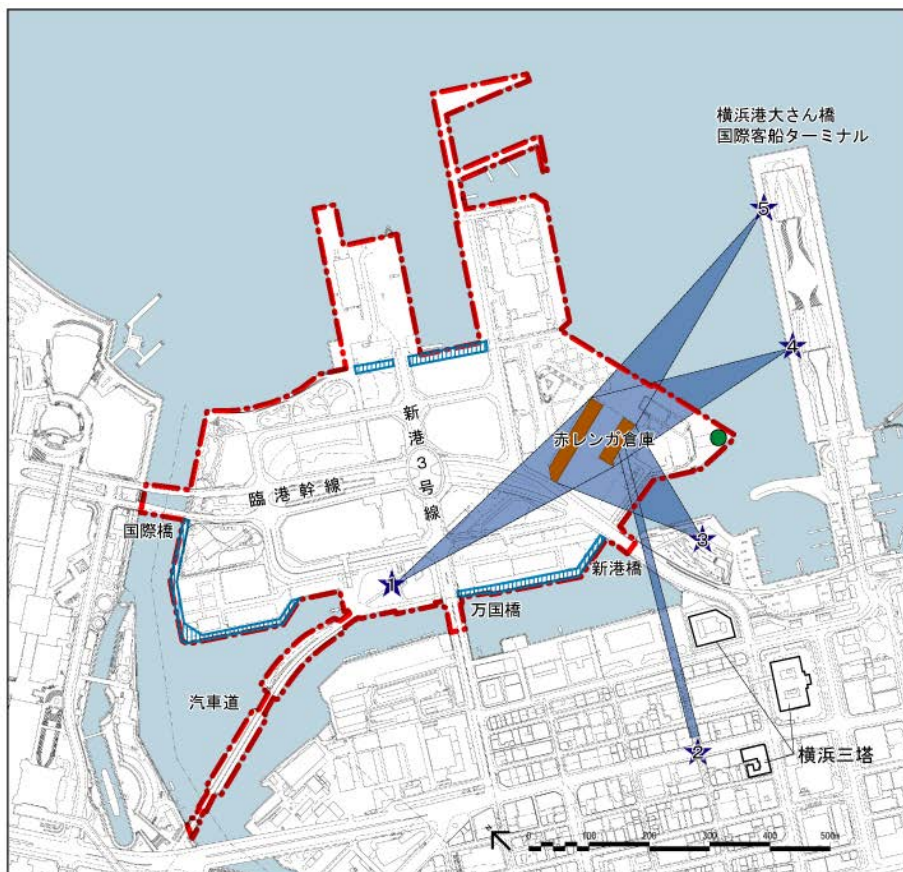 横浜港大さん橋
国際客船ターミナル
5
4
新港3号線
赤レンガ倉庫
臨港幹線
国際橋
3
新港橋
1
万国橋
汽車道
2
横浜三塔
N
0 100 200 300 400 500m